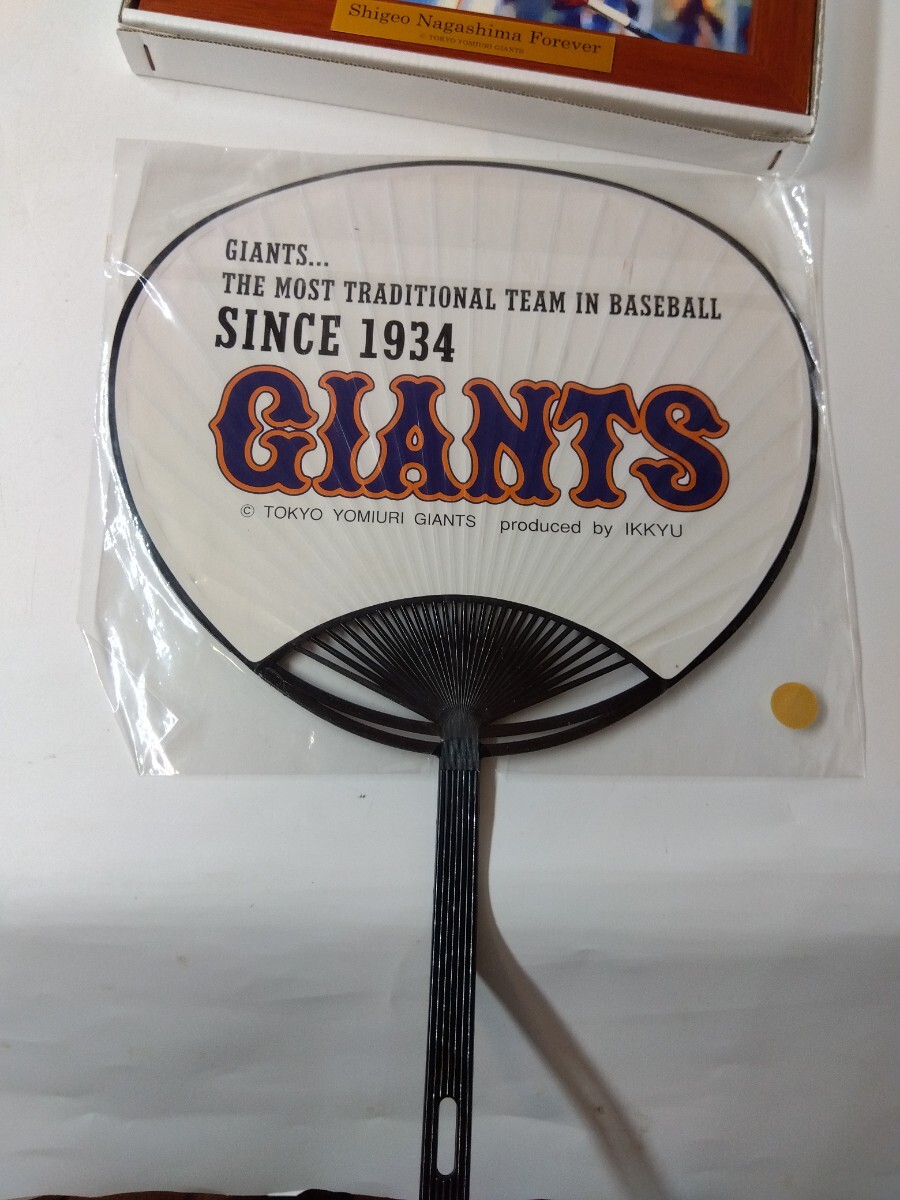 Shigeo Nagashima Forever
© TOKYO YOMIURI GIANTS
GIANTS...
THE MOST TRADITIONAL TEAM IN BASEBALL
SINCE 1934
GIANTS
© TOKYO YOMIURI GIANTS produced by IKKYU